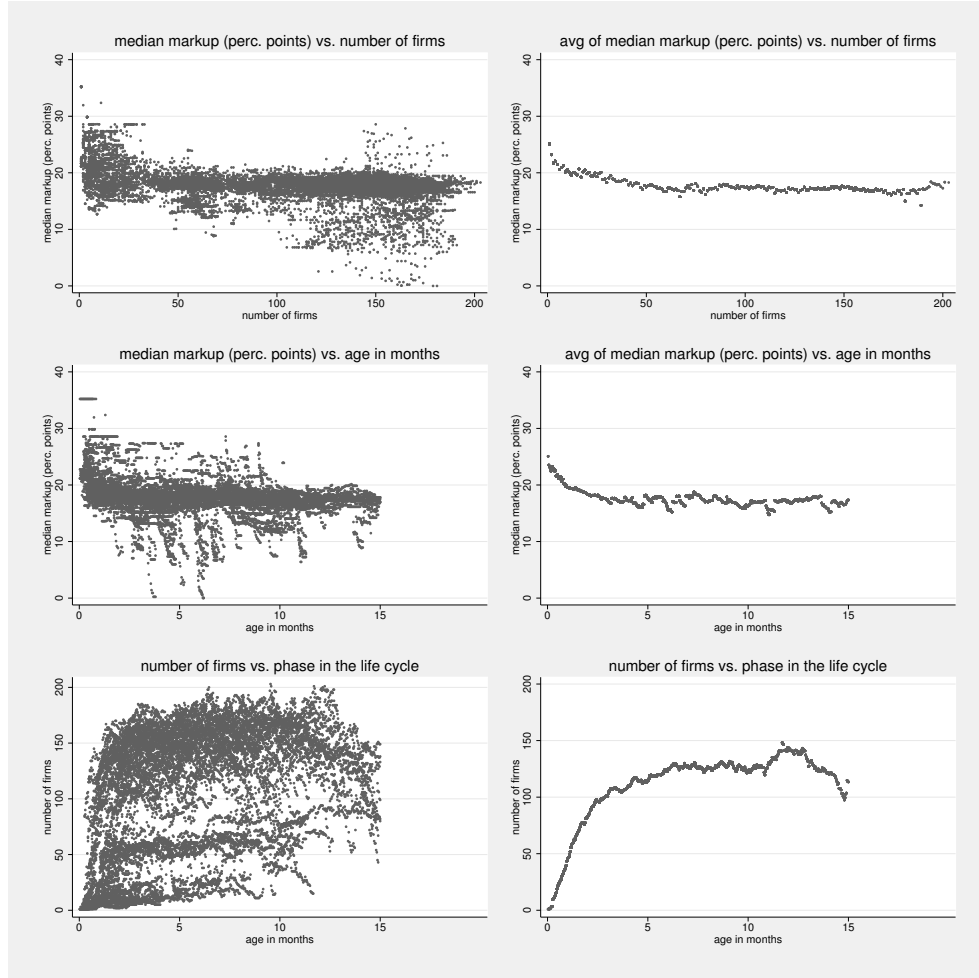 median markup (perc. points) vs. number of firms
median markup (perc. points)
40
30
20
10
0
0 50 100 150 200
number of firms
avg of median markup (perc. points) vs. number of firms
median markup (perc. points)
40
30
20
10
0
0 50 100 150 200
number of firms
median markup (perc. points) vs. age in months
median markup (perc. points)
40
30
20
10
0
0 5 10 15
age in months
avg of median markup (perc. points) vs. age in months
median markup (perc. points)
40
30
20
10
0
0 5 10 15
age in months
number of firms vs. phase in the life cycle
number of firms
200
150
100
50
0
0 5 10 15
age in months
number of firms vs. phase in the life cycle
number of firms
200
150
100
50
0
0 5 10 15
age in months